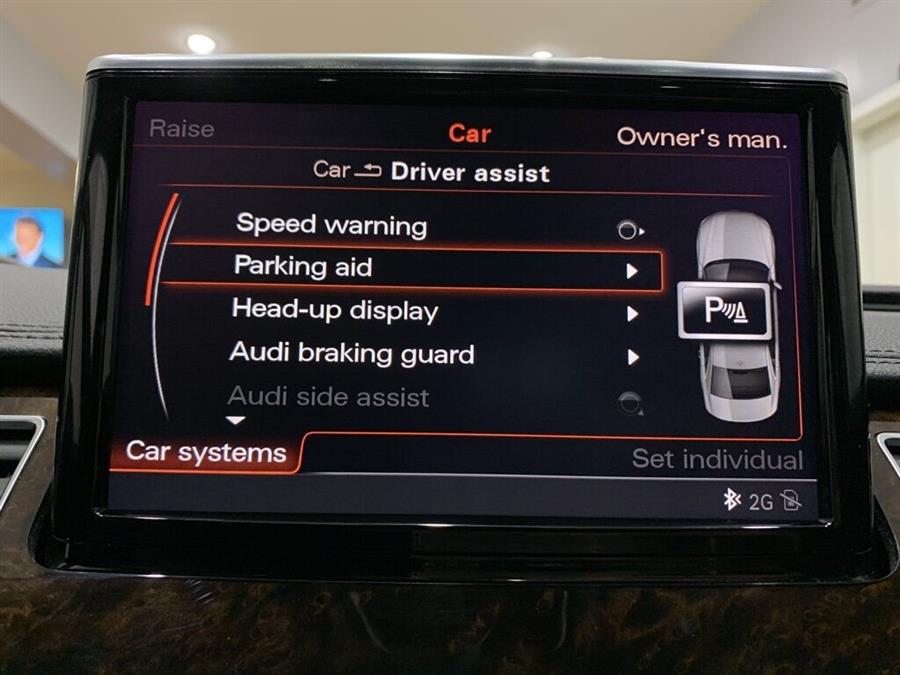 Raise Car Owner's man.
Car Driver assist
Speed warning
Parking aid
Head-up display
Audi braking guard
Audi side assist
Car systems
Set individual
P
2G